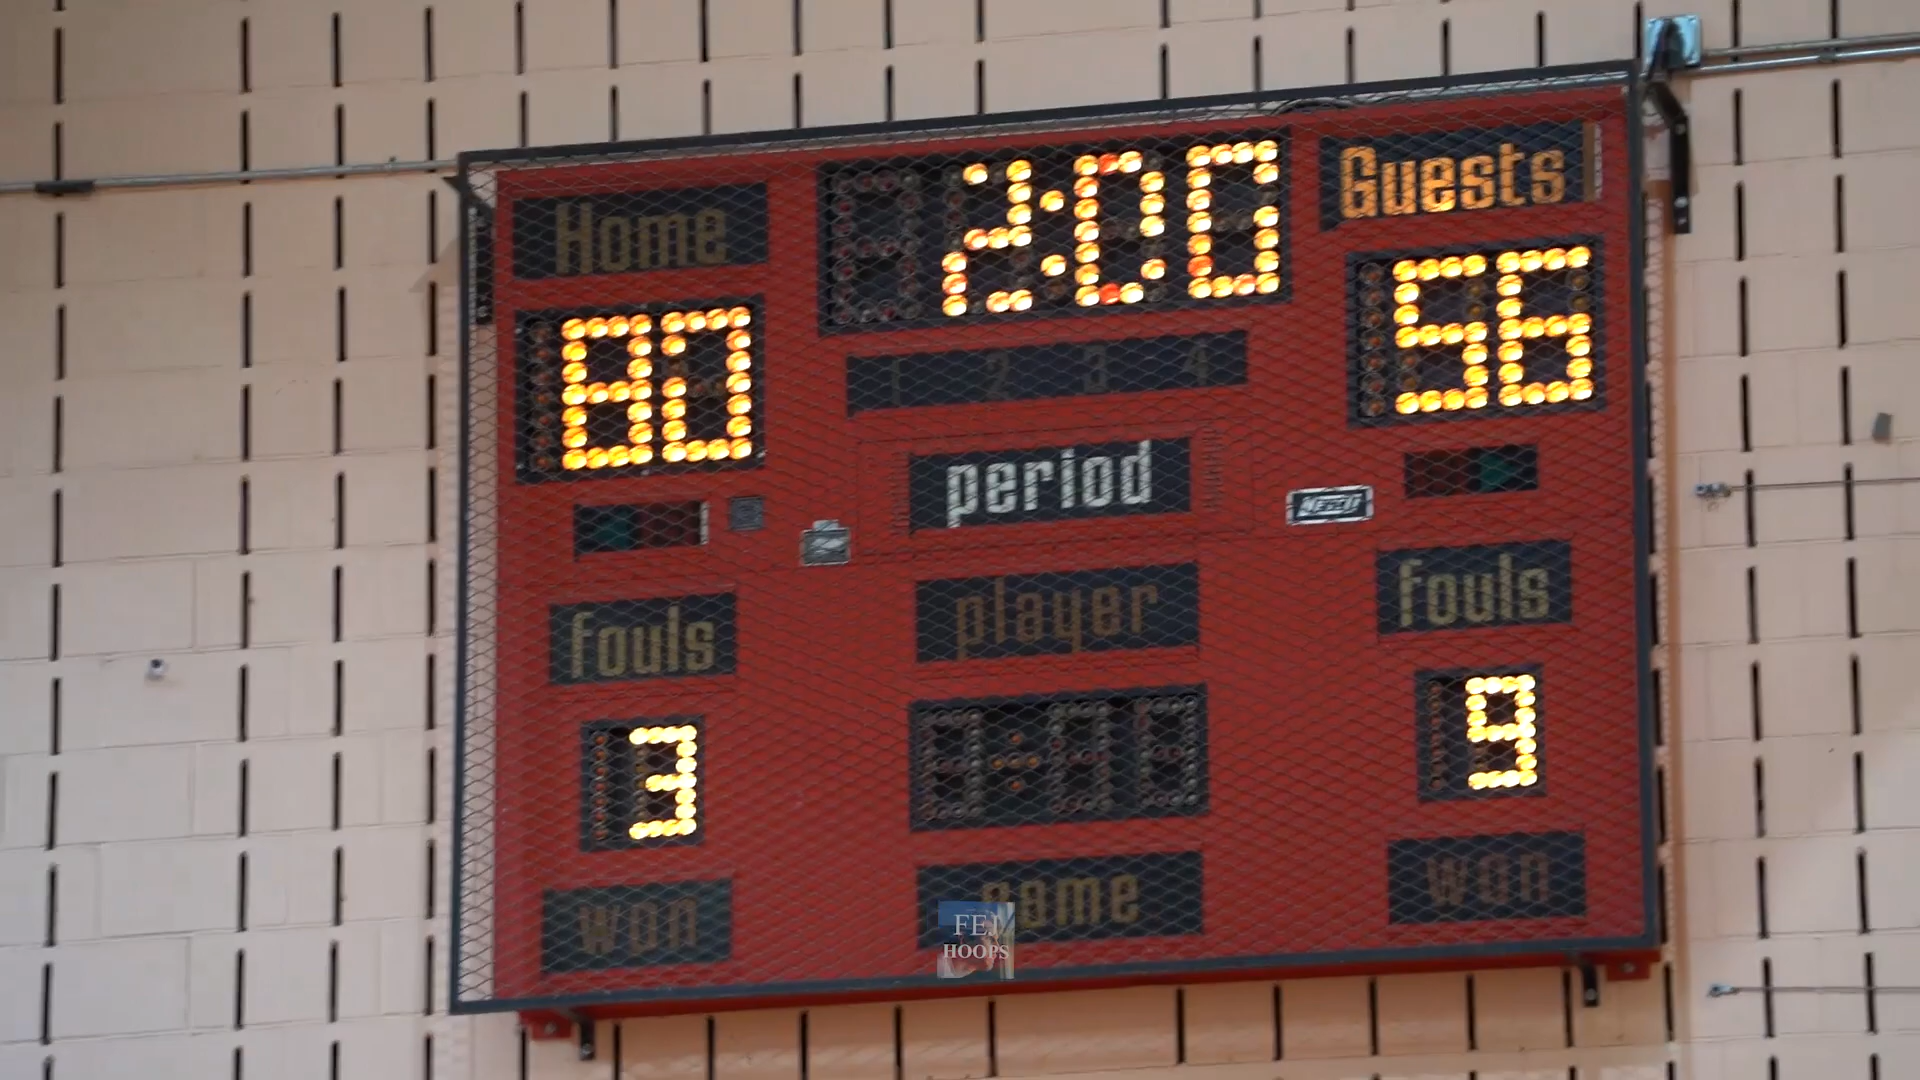 Home
2:00
Guests
80
56
1 2 3 4
period
fouls
player
fouls
3
9
won
game
won
FEJ
HOOPS